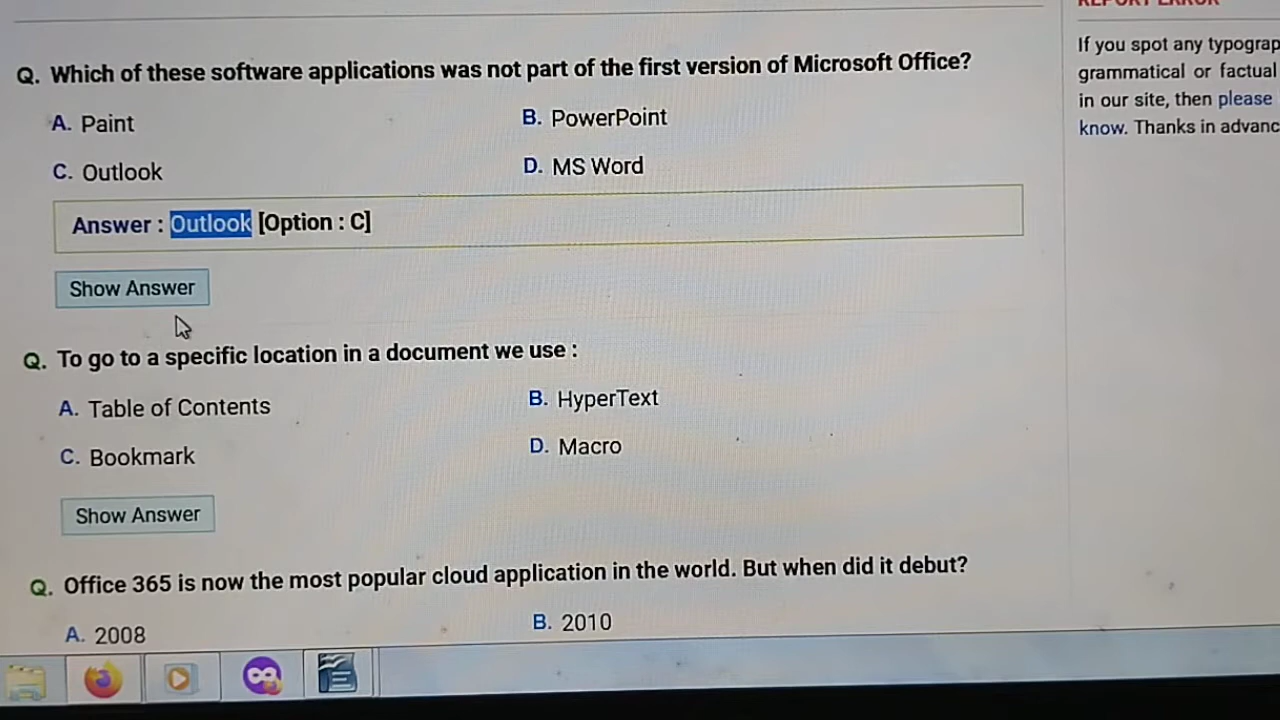 REPORT ERROR
If you spot any typograp
grammatical or factual
in our site, then please
know. Thanks in advanc
Q. Which of these software applications was not part of the first version of Microsoft Office?
A. Paint
B. PowerPoint
C. Outlook
D. MS Word
Answer : Outlook [Option : C]
Show Answer
Q. To go to a specific location in a document we use :
A. Table of Contents
B. HyperText
C. Bookmark
D. Macro
Show Answer
Q. Office 365 is now the most popular cloud application in the world. But when did it debut?
A. 2008
B. 2010